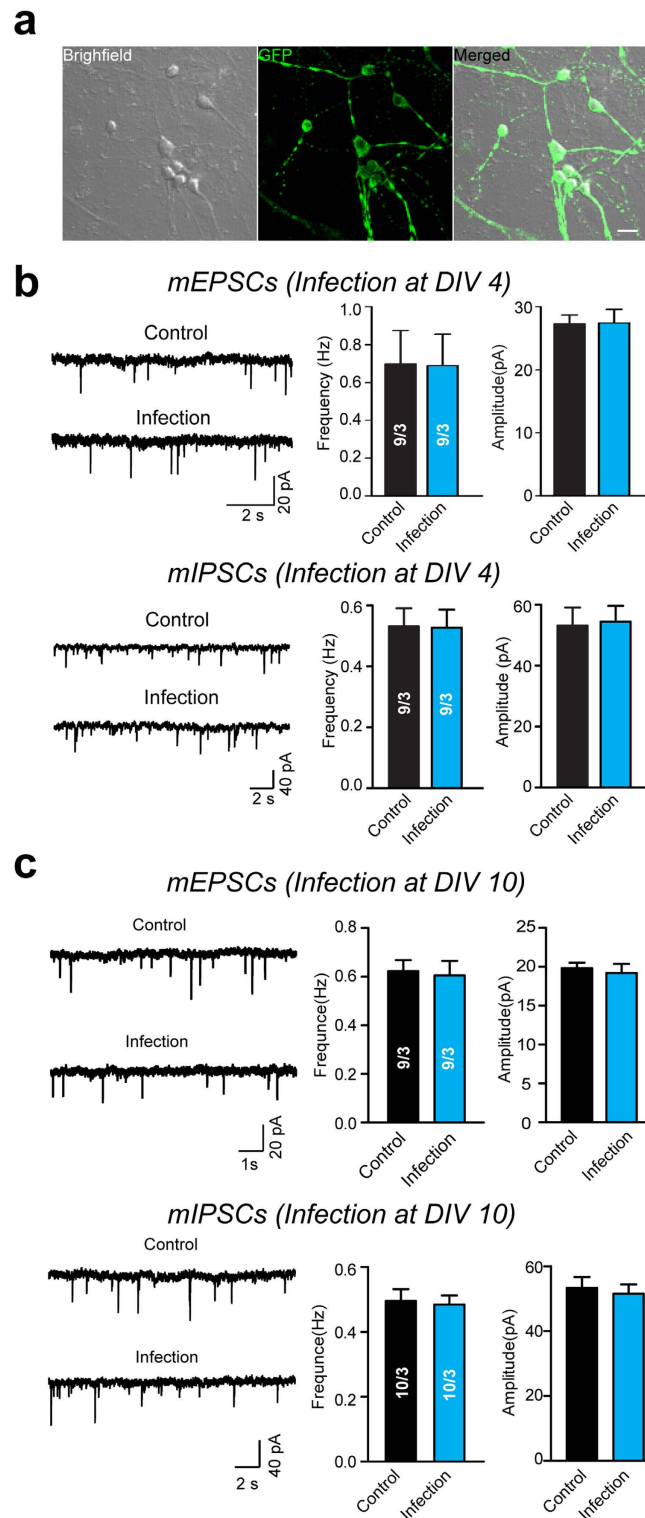 a
Brighfield
GFP
Merged
b
mEPSCs (Infection at DIV 4)
Control
Infection
2 s
20 pA
Frequency (Hz)
1.0
0.8
0.6
0.4
0.2
0.0
9/3
9/3
Control
Infection
Amplitude(pA)
30
20
10
0
Control
Infection
mIPSCs (Infection at DIV 4)
Control
Infection
2 s
40 pA
Frequency (Hz)
0.6
0.4
0.2
0.0
9/3
9/3
Control
Infection
Amplitude (pA)
60
40
20
0
Control
Infection
c
mEPSCs (Infection at DIV 10)
Control
Infection
1s
20 pA
Frequnce(Hz)
0.8
0.6
0.4
0.2
0.0
9/3
9/3
Control
Infection
Amplitude(pA)
25
20
15
10
5
0
Control
Infection
mIPSCs (Infection at DIV 10)
Control
Infection
2 s
40 pA
Frequnce(Hz)
0.6
0.4
0.2
0.0
10/3
10/3
Control
Infection
Amplitude(pA)
60
40
20
0
Control
Infection